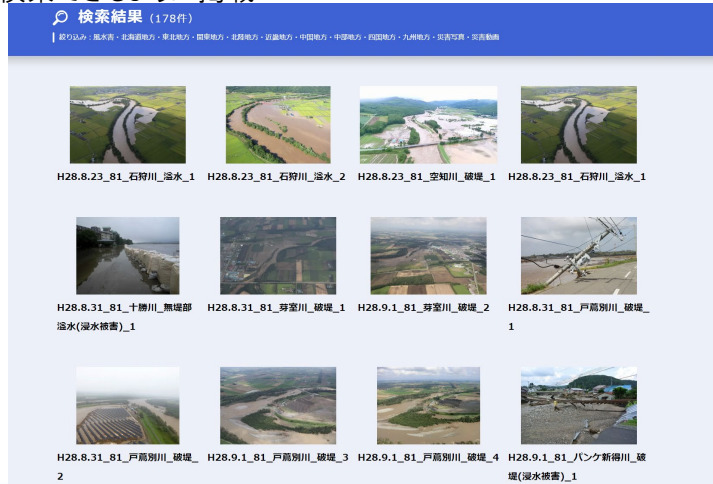 検索結果（178件）
絞り込み：風水害・北海道地方・東北地方・関東地方・北陸地方・近畿地方・中国地方・中部地方・四国地方・九州地方・災害写真・災害動画
H28.8.23_81_石狩川_溢水_1
H28.8.23_81_石狩川_溢水_2
H28.8.23_81_空知川_破堤_1
H28.8.23_81_石狩川_溢水_1
H28.8.31_81_十勝川_無堤部
溢水(浸水被害)_1
H28.8.31_81_芽室川_破堤_1
H28.9.1_81_芽室川_破堤_2
H28.8.31_81_戸蔦別川_破堤_
1
H28.8.31_81_戸蔦別川_破堤_
2
H28.9.1_81_戸蔦別川_破堤_3
H28.9.1_81_戸蔦別川_破堤_4
H28.9.1_81_パンケ新得川_破
堤(浸水被害)_1